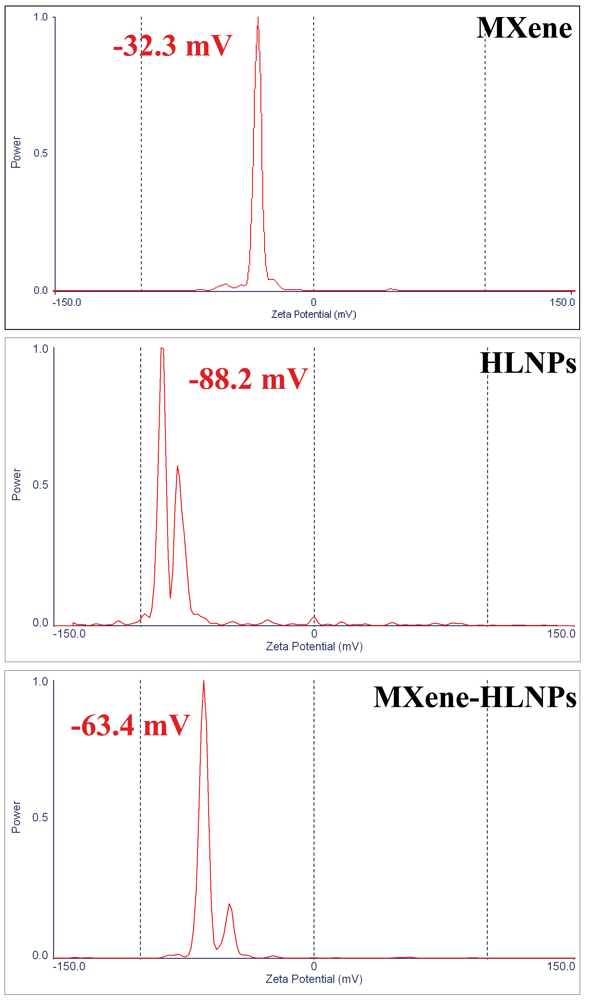 MXene
-32.3 mV
1.0
0.5
0.0
Power
-150.0 0 150.0
Zeta Potential (mV)
HLNPs
-88.2 mV
1.0
0.5
0.0
Power
-150.0 0 150.0
Zeta Potential (mV)
MXene-HLNPs
-63.4 mV
1.0
0.5
0.0
Power
-150.0 0 150.0
Zeta Potential (mV)